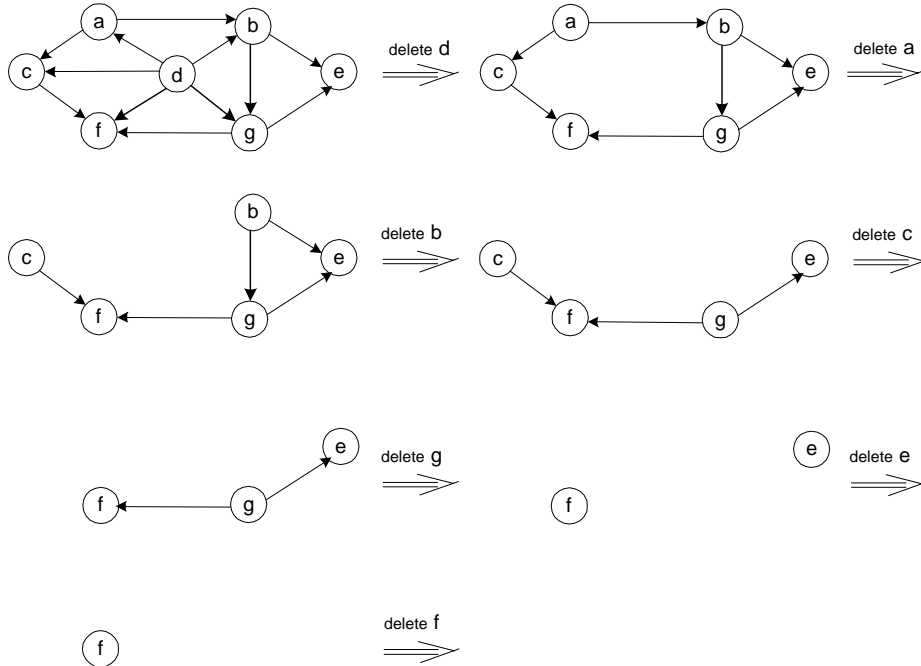 a b
c d e delete d
f g
a b
c e delete a
f g
b
c e delete b
f g
c e delete c
f g
e delete g
f g
e delete e
f
f delete f